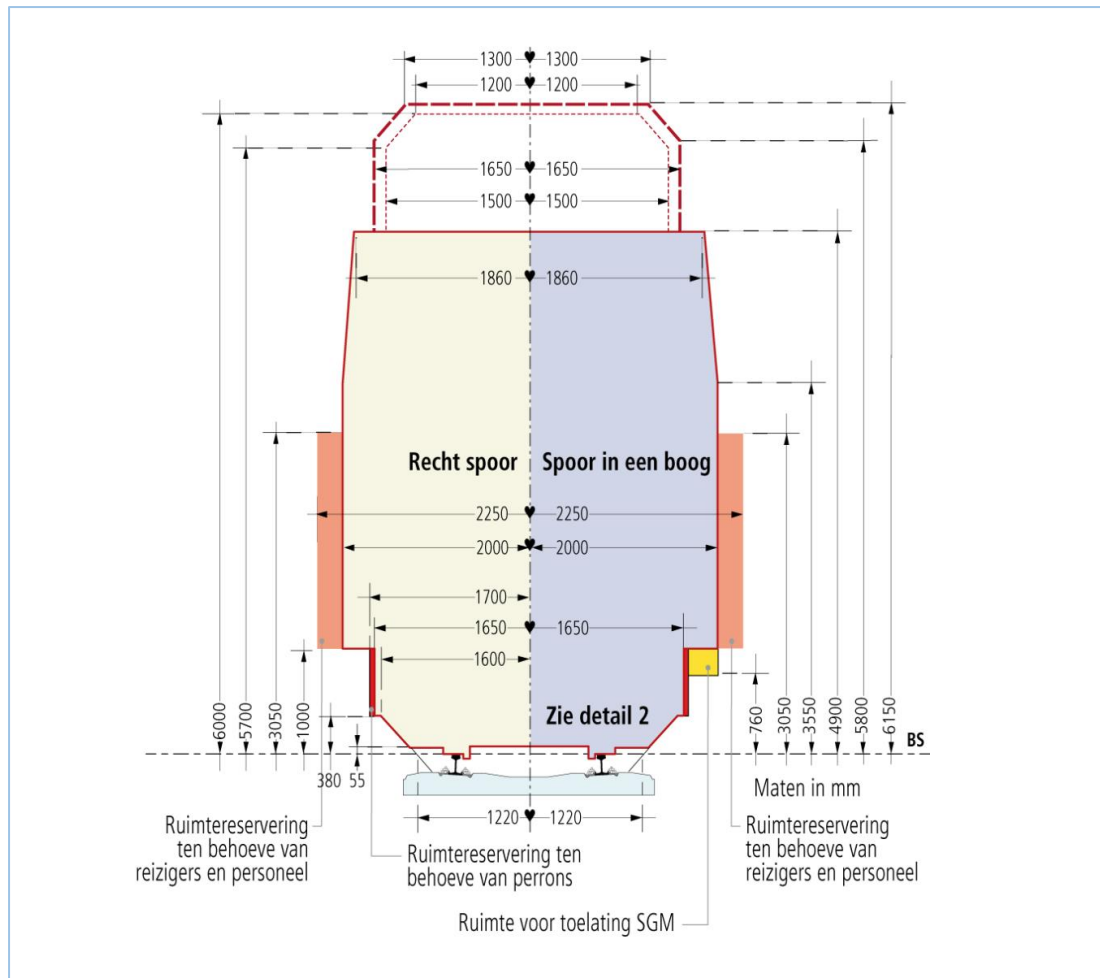 1300 ♥ 1300
1200 ♥ 1200
1650 ♥ 1650
1500 ♥ 1500
1860 ♥ 1860
Recht spoor
Spoor in een boog
2250 ♥ 2250
2000 ♥ 2000
1700
1650 ♥ 1650
1600
Zie detail 2
6000
5700
3050
1000
380
55
760
3050
3550
4900
5800
6150
BS
Maten in mm
1220 ♥ 1220
Ruimtereservering
ten behoeve van
reizigers en personeel
Ruimtereservering ten
behoeve van perrons
Ruimte voor toelating SGM
Ruimtereservering
ten behoeve van
reizigers en personeel